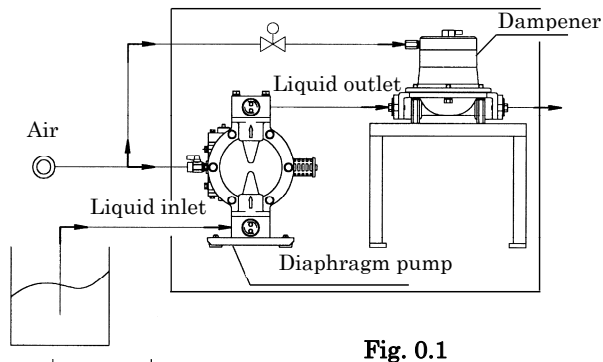 Dampener
Liquid outlet
Air
Liquid inlet
Diaphragm pump
Fig. 0.1